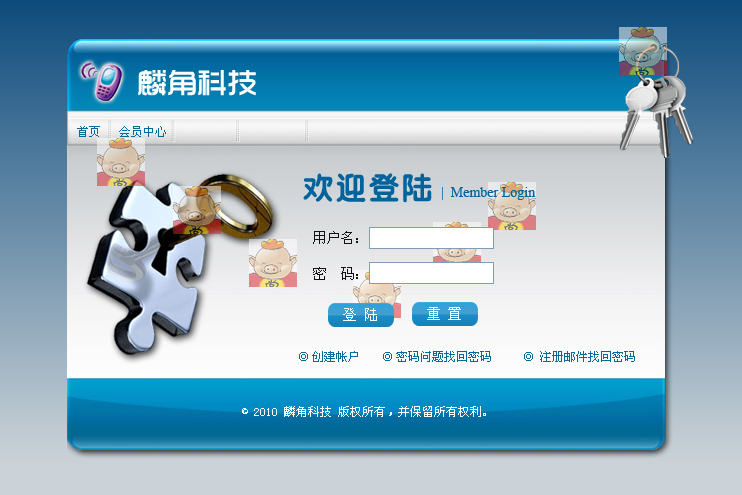 麟角科技
首页 会员中心
欢迎登陆 | Member Login
用户名：
密 码：
登 陆 重 置
创建帐户 密码问题找回密码 注册邮件找回密码
© 2010 麟角科技 版权所有，并保留所有权利。